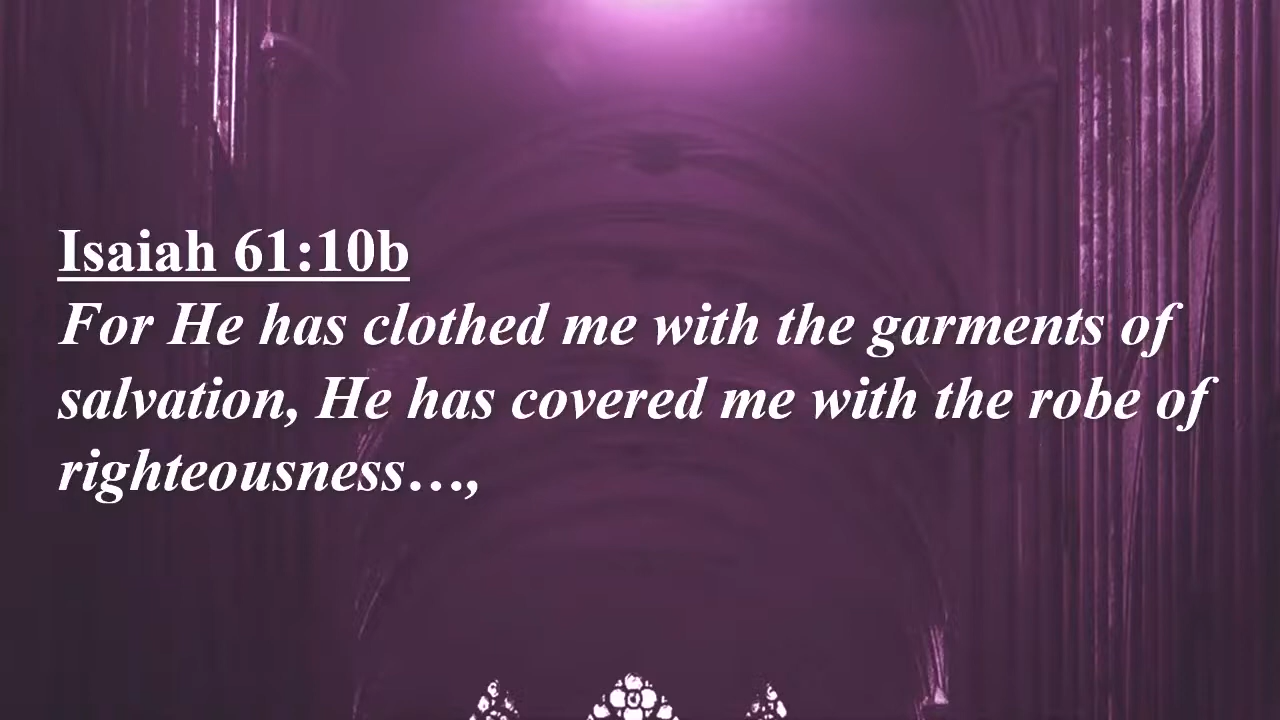 Isaiah 61:10b
For He has clothed me with the garments of
salvation, He has covered me with the robe of
righteousness…,